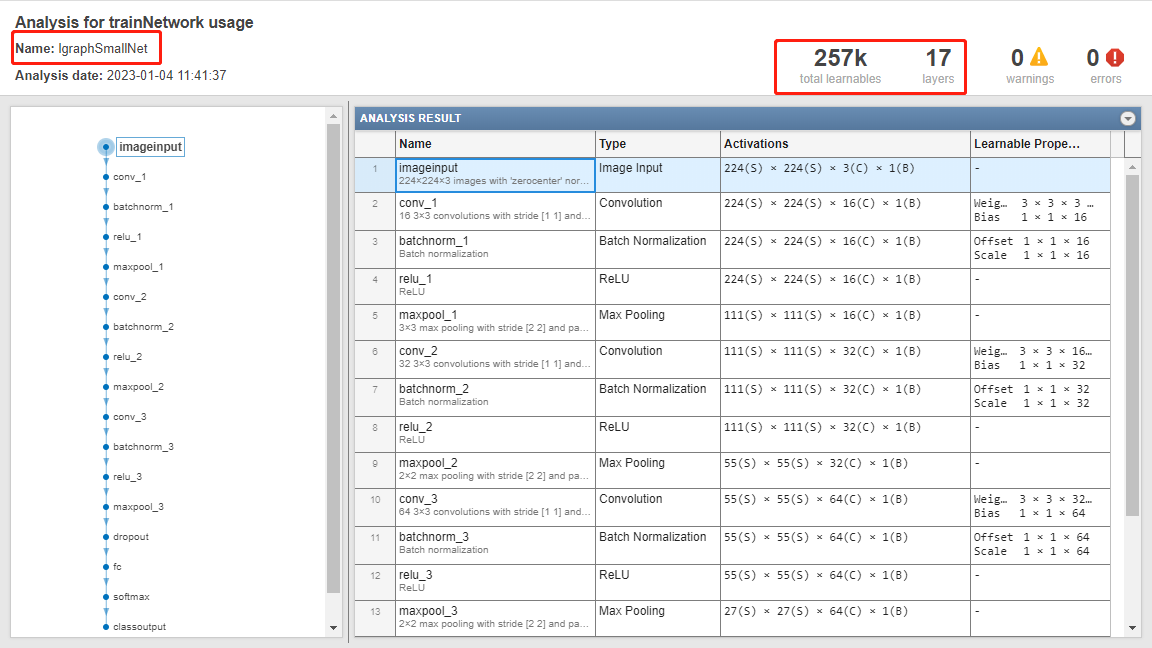 Analysis for trainNetwork usage
Name: IgraphSmallNet
Analysis date: 2023-01-04 11:41:37
257k
total learnables
17
layers
0
warnings
0
errors
imageinput
conv_1
batchnorm_1
relu_1
maxpool_1
conv_2
batchnorm_2
relu_2
maxpool_2
conv_3
batchnorm_3
relu_3
maxpool_3
dropout
fc
softmax
classoutput
ANALYSIS RESULT
Name Type Activations Learnable Prope...
1 imageinput Image Input 224(S) × 224(S) × 3(C) × 1(B) -
224×224×3 images with 'zerocenter' nor...
2 conv_1 Convolution 224(S) × 224(S) × 16(C) × 1(B) Weig... 3 × 3 × 3 ...
16 3×3 convolutions with stride [1 1] and... Bias 1 × 1 × 16
3 batchnorm_1 Batch Normalization 224(S) × 224(S) × 16(C) × 1(B) Offset 1 × 1 × 16
Batch normalization Scale 1 × 1 × 16
4 relu_1 ReLU 224(S) × 224(S) × 16(C) × 1(B) -
ReLU
5 maxpool_1 Max Pooling 111(S) × 111(S) × 16(C) × 1(B) -
3×3 max pooling with stride [2 2] and pa...
6 conv_2 Convolution 111(S) × 111(S) × 32(C) × 1(B) Weig... 3 × 3 × 16...
32 3×3 convolutions with stride [1 1] and... Bias 1 × 1 × 32
7 batchnorm_2 Batch Normalization 111(S) × 111(S) × 32(C) × 1(B) Offset 1 × 1 × 32
Batch normalization Scale 1 × 1 × 32
8 relu_2 ReLU 111(S) × 111(S) × 32(C) × 1(B) -
ReLU
9 maxpool_2 Max Pooling 55(S) × 55(S) × 32(C) × 1(B) -
2×2 max pooling with stride [2 2] and pa...
10 conv_3 Convolution 55(S) × 55(S) × 64(C) × 1(B) Weig... 3 × 3 × 32...
64 3×3 convolutions with stride [1 1] and... Bias 1 × 1 × 64
11 batchnorm_3 Batch Normalization 55(S) × 55(S) × 64(C) × 1(B) Offset 1 × 1 × 64
Batch normalization Scale 1 × 1 × 64
12 relu_3 ReLU 55(S) × 55(S) × 64(C) × 1(B) -
ReLU
13 maxpool_3 Max Pooling 27(S) × 27(S) × 64(C) × 1(B) -
2×2 max pooling with stride [2 2] and pa...